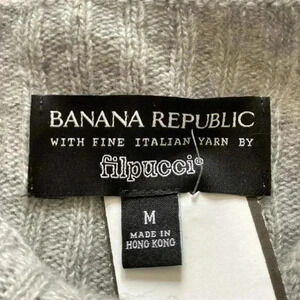 BANANA REPUBLIC
WITH FINE ITALIAN YARN BY
filpucci®
M
MADE IN
HONG KONG